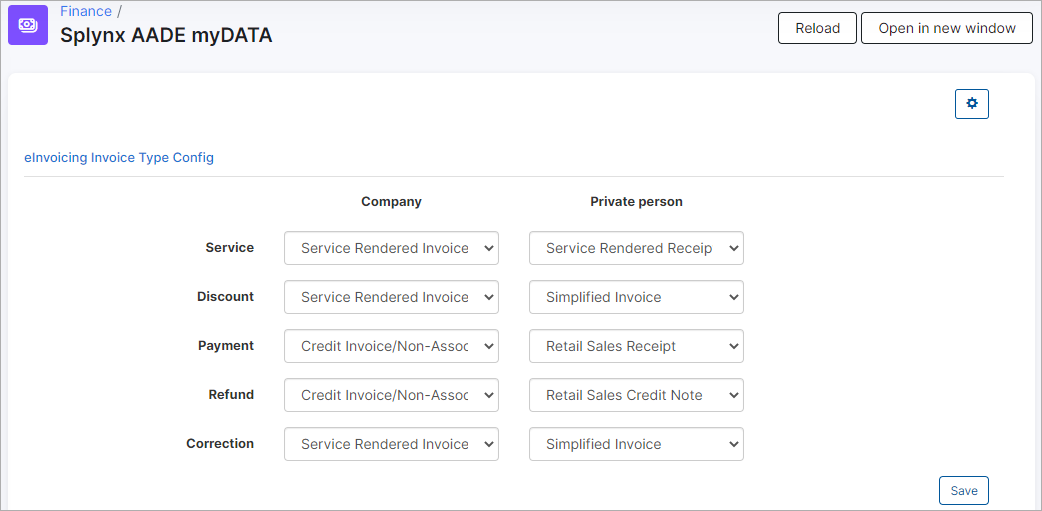 Finance /
Splynx AADE myDATA
Reload
Open in new window
eInvoicing Invoice Type Config
Company Private person
Service Service Rendered Invoice Service Rendered Receip
Discount Service Rendered Invoice Simplified Invoice
Payment Credit Invoice/Non-Assoc Retail Sales Receipt
Refund Credit Invoice/Non-Assoc Retail Sales Credit Note
Correction Service Rendered Invoice Simplified Invoice
Save